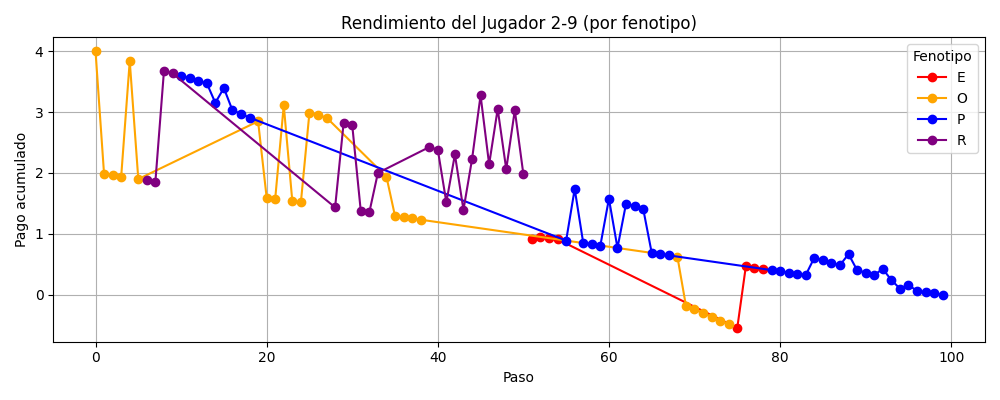 Rendimiento del Jugador 2-9 (por fenotipo)
Pago acumulado
4
3
2
1
0
Fenotipo
E
O
P
R
0 20 40 60 80 100
Paso